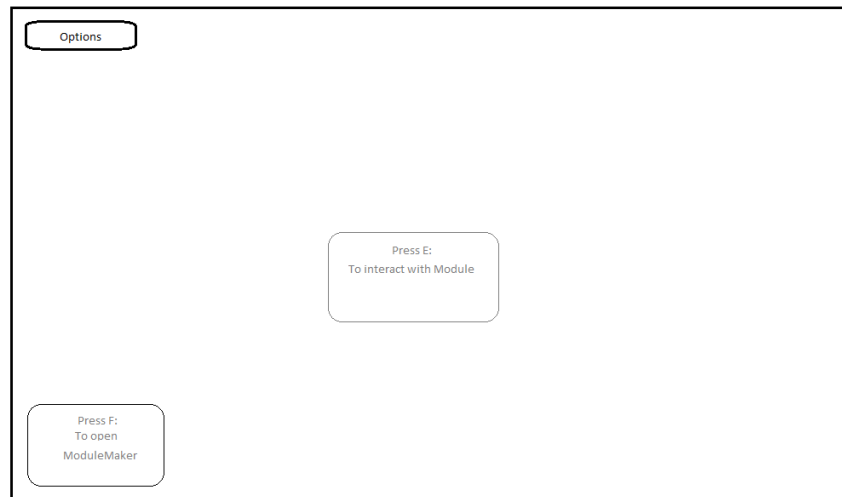 Options
Press E:
To interact with Module
Press F:
To open
ModuleMaker